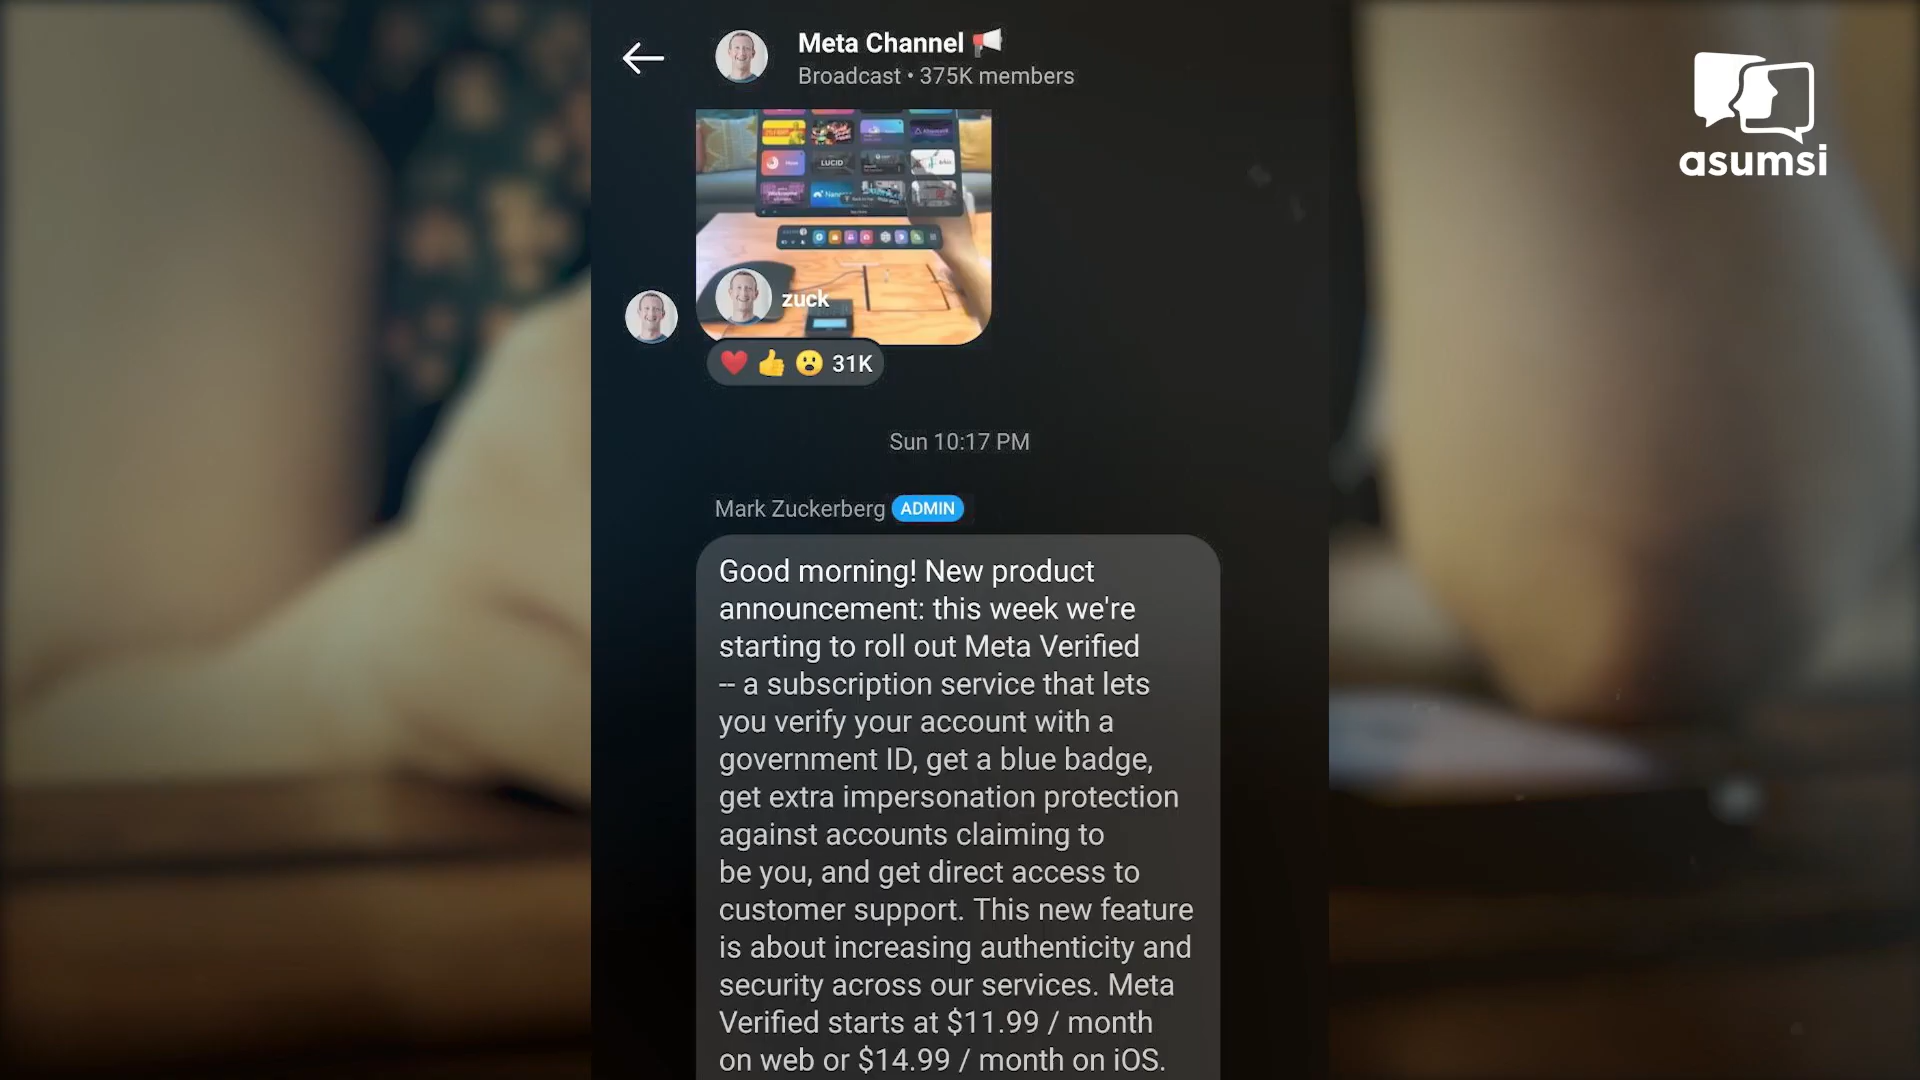 Meta Channel
Broadcast • 375K members
asumsi
LUCID
zuck
31K
Sun 10:17 PM
Mark Zuckerberg ADMIN
Good morning! New product
announcement: this week we're
starting to roll out Meta Verified
-- a subscription service that lets
you verify your account with a
government ID, get a blue badge,
get extra impersonation protection
against accounts claiming to
be you, and get direct access to
customer support. This new feature
is about increasing authenticity and
security across our services. Meta
Verified starts at $11.99 / month
on web or $14.99 / month on iOS.